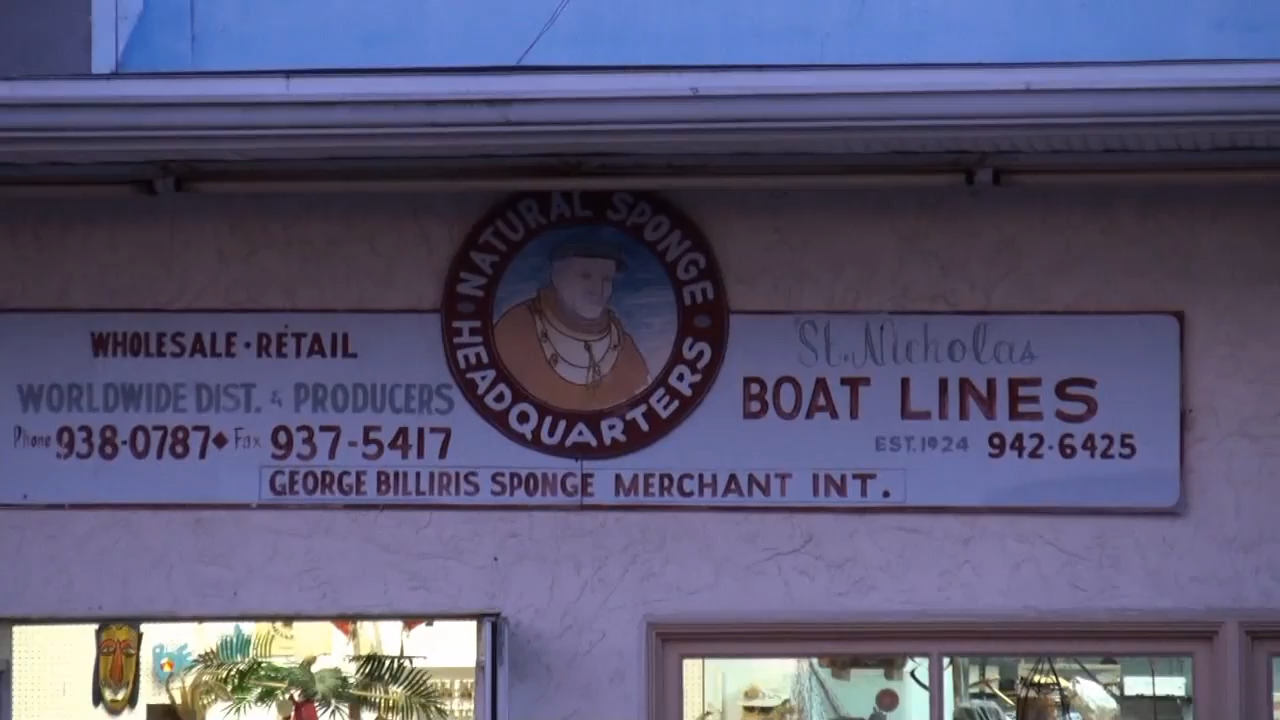 NATURAL SPONGE
HEADQUARTERS
WHOLESALE · RETAIL
WORLDWIDE DIST. & PRODUCERS
Phone 938-0787 ◆ Fax 937-5417
St. Nicholas
BOAT LINES
EST. 1924 942-6425
GEORGE BILLIRIS SPONGE MERCHANT INT.